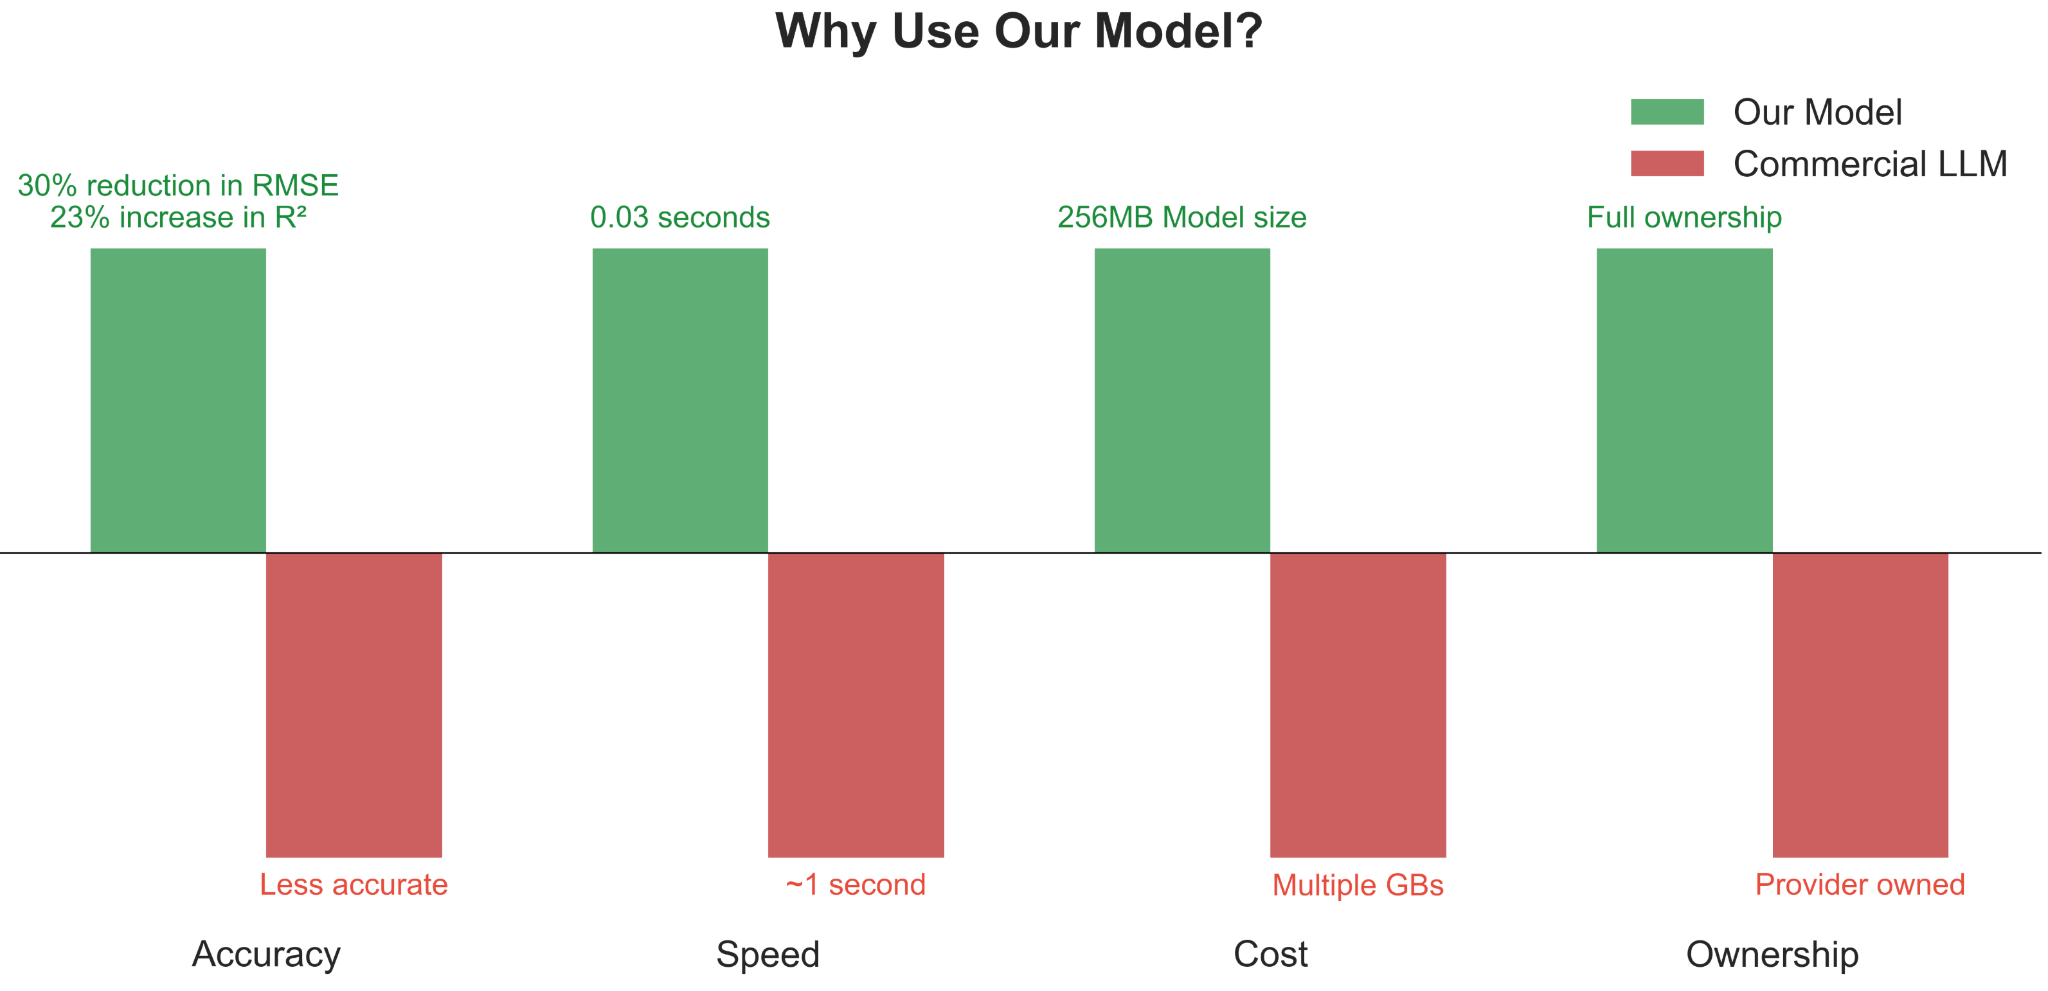 Why Use Our Model?
Our Model
Commercial LLM
30% reduction in RMSE
23% increase in R²
0.03 seconds
256MB Model size
Full ownership
Less accurate
~1 second
Multiple GBs
Provider owned
Accuracy
Speed
Cost
Ownership